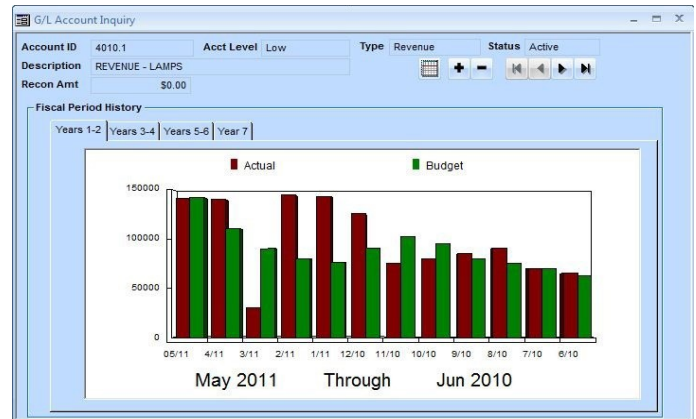 G/L Account Inquiry
Account ID 4010.1 Acct Level Low Type Revenue Status Active
Description REVENUE - LAMPS
Recon Amt $0.00
Fiscal Period History
Years 1-2 Years 3-4 Years 5-6 Year 7
Actual Budget
150000
100000
50000
0
05/11 4/11 3/11 2/11 1/11 12/10 11/10 10/10 9/10 8/10 7/10 6/10
May 2011 Through Jun 2010